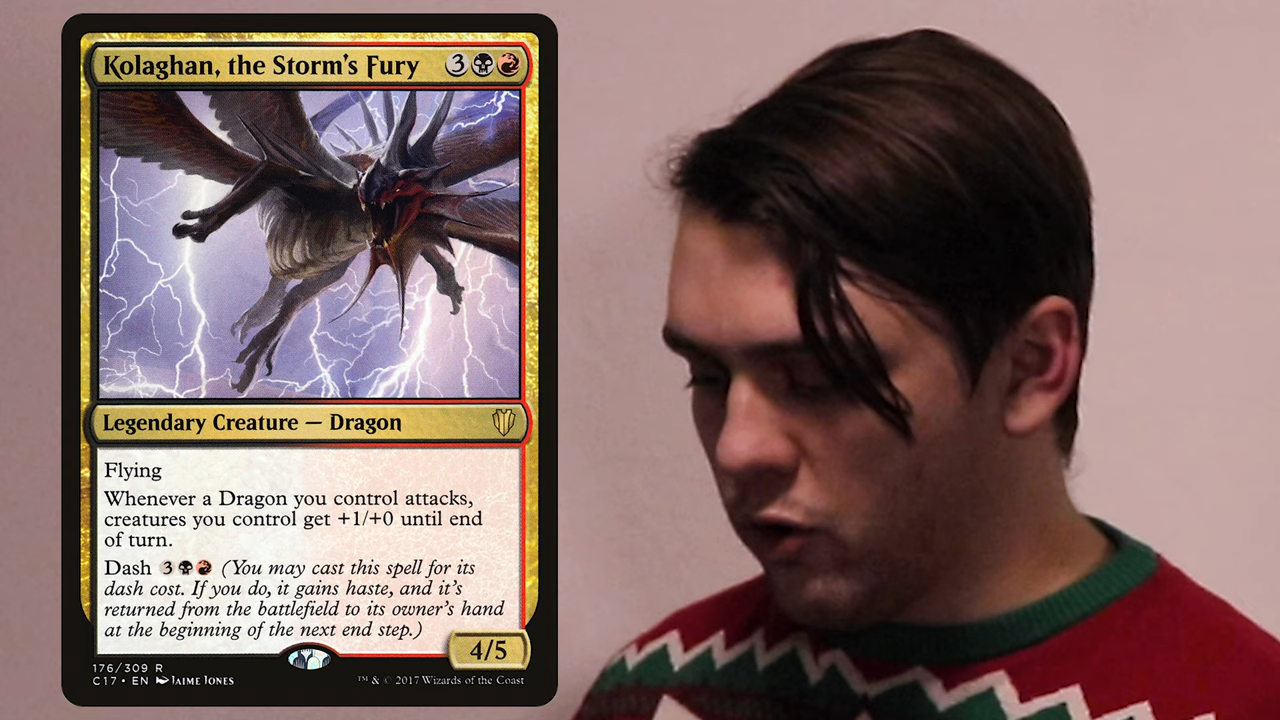 Kolaghan, the Storm's Fury 3
Legendary Creature — Dragon
Flying
Whenever a Dragon you control attacks,
creatures you control get +1/+0 until end
of turn.
Dash 3 (You may cast this spell for its
dash cost. If you do, it gains haste, and it's
returned from the battlefield to its owner's hand
at the beginning of the next end step.)
4/5
176/309 R
C17 • EN Jaime Jones
™ & © 2017 Wizards of the Coast